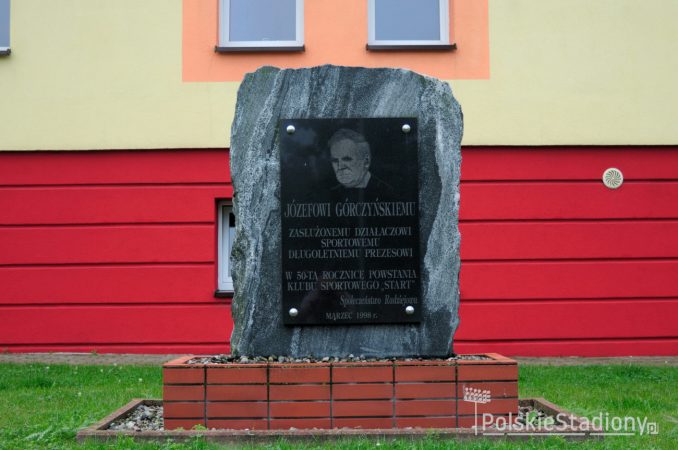 JÓZEFOWI GÓRCZYŃSKIEMU
ZASŁUŻONEMU DZIAŁACZOWI
SPORTOWEMU
DŁUGOLETNIEMU PREZESOWI
W 50-TĄ ROCZNICĘ POWSTANIA
KLUBU SPORTOWEGO „START"
Społeczeństwo Radziejowa
MARZEC 1998 r.
POLSKIESTADIONY.pl